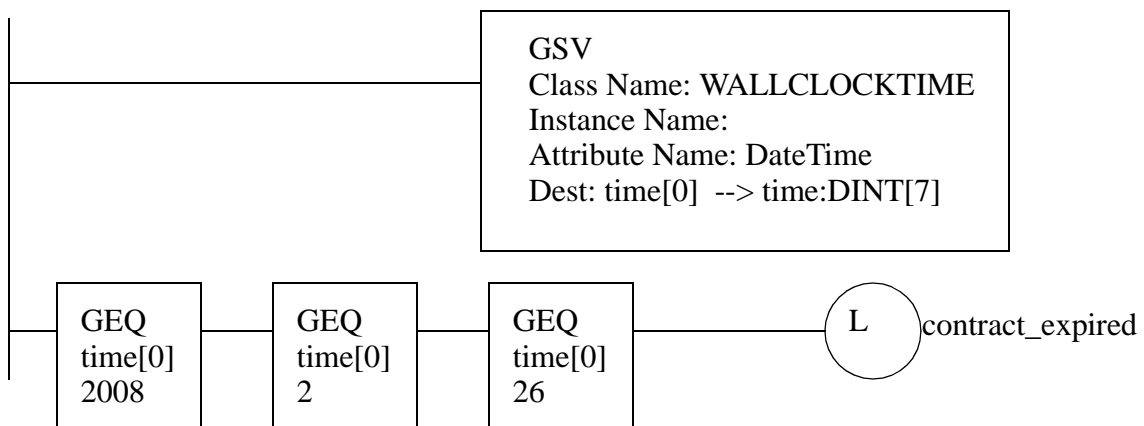 GSV
Class Name: WALLCLOCKTIME
Instance Name:
Attribute Name: DateTime
Dest: time[0] --> time:DINT[7]
GEQ
time[0]
2008
GEQ
time[0]
2
GEQ
time[0]
26
L
contract_expired